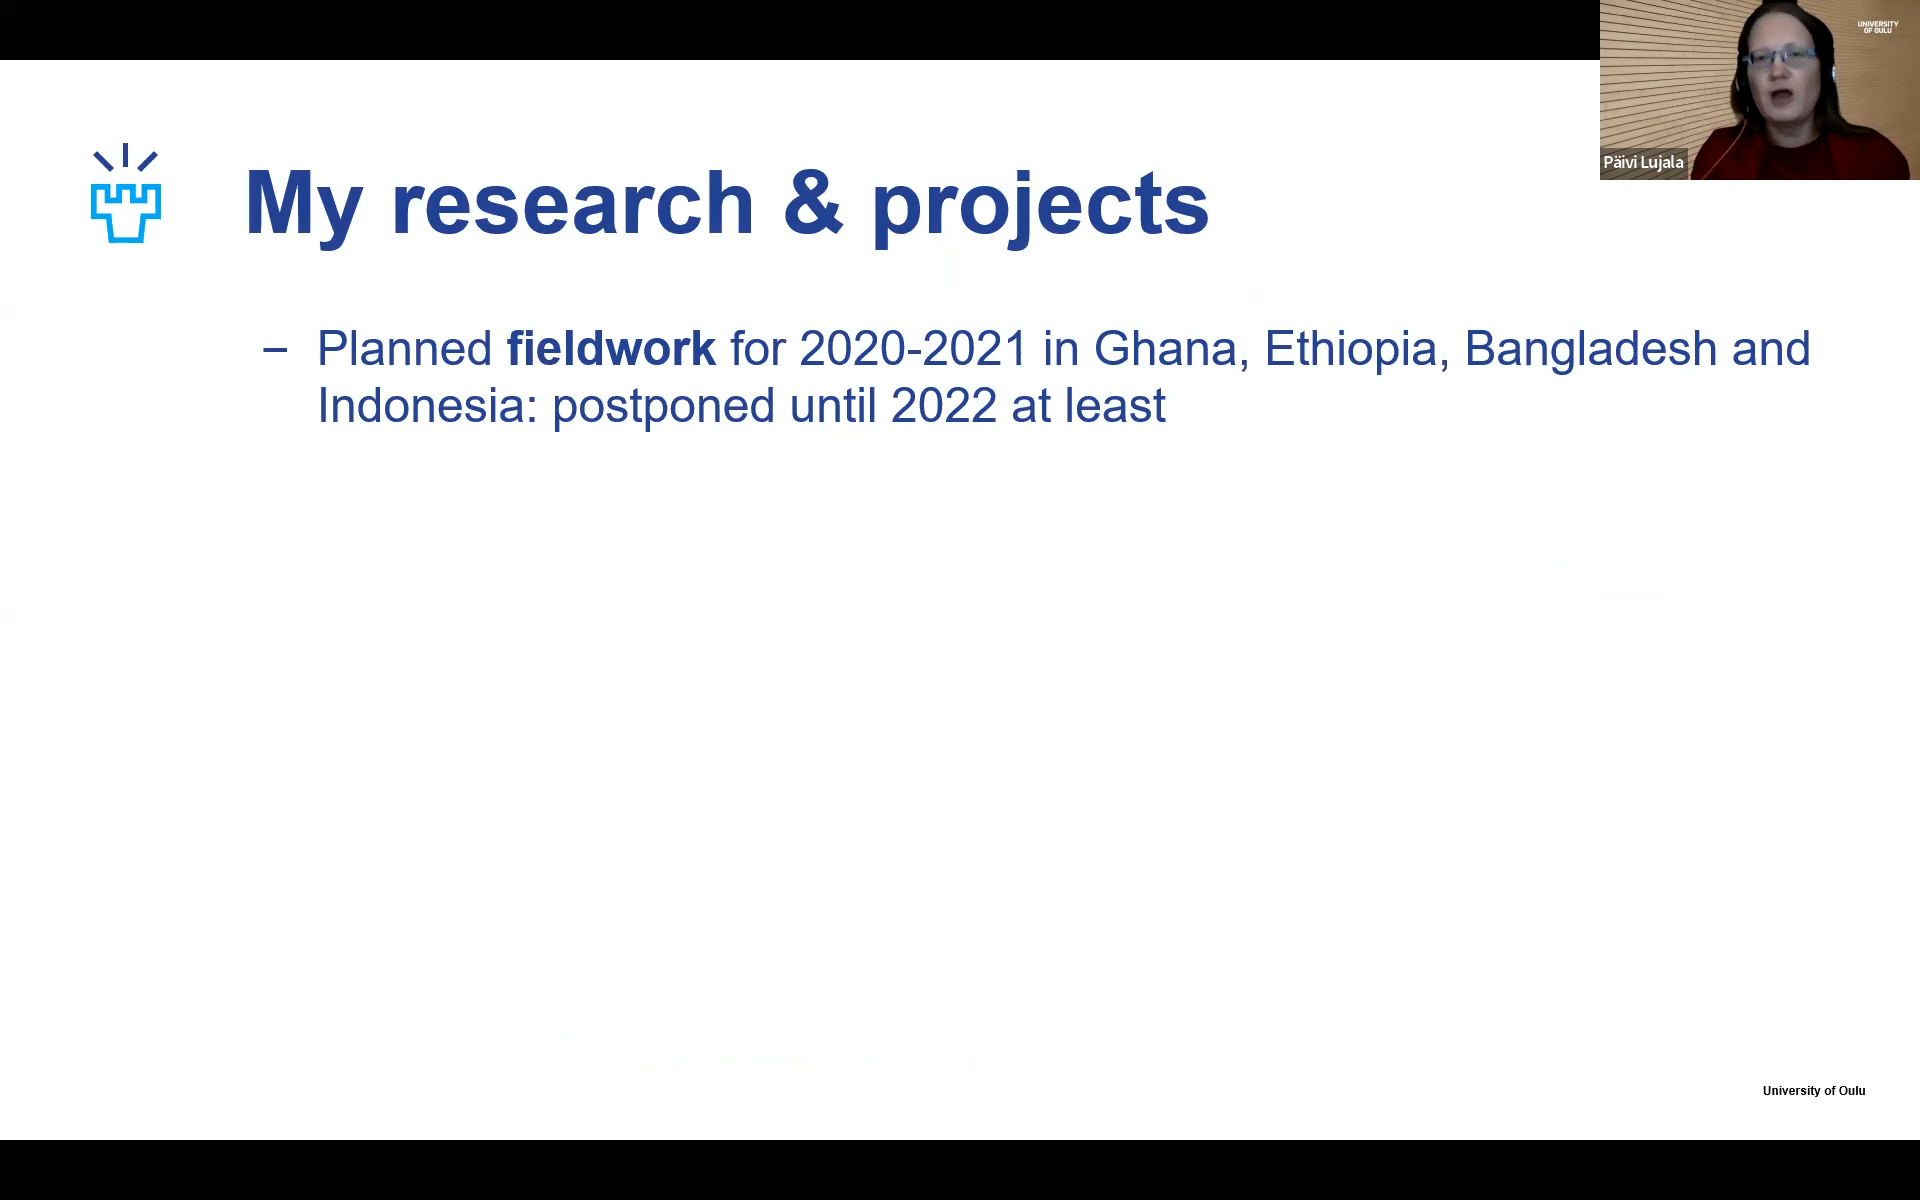 UNIVERSITY
OF OULU
Päivi Lujala
My research & projects
– Planned fieldwork for 2020-2021 in Ghana, Ethiopia, Bangladesh and
Indonesia: postponed until 2022 at least
University of Oulu